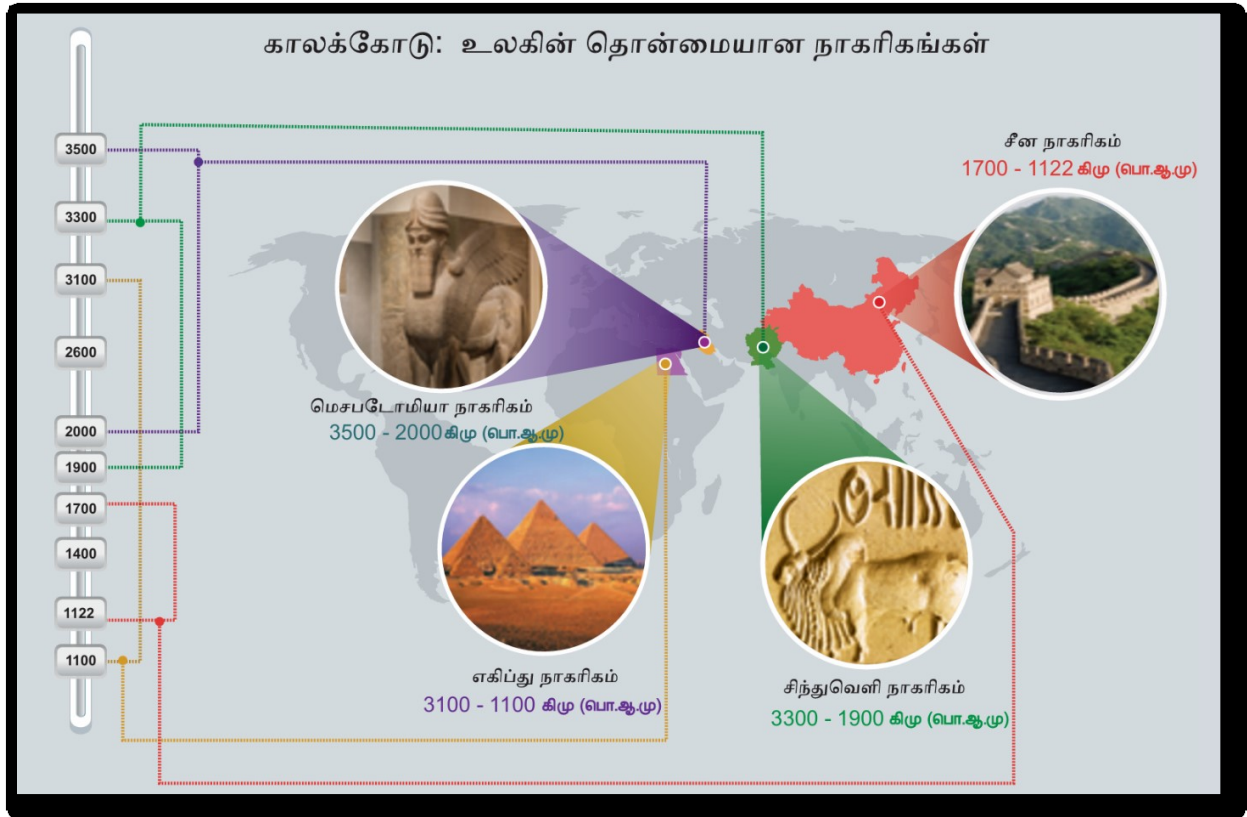 காலக்கோடு: உலகின் தொன்மையான நாகரிகங்கள்
3500
3300
3100
2600
2000
1900
1700
1400
1122
1100
சீன நாகரிகம்
1700 - 1122 கிமு (பொ.ஆ.மு)
மெசபடோமியா நாகரிகம்
3500 - 2000கிமு (பொ.ஆ.மு)
எகிப்து நாகரிகம்
3100 - 1100 கிமு (பொ.ஆ.மு)
சிந்துவெளி நாகரிகம்
3300 - 1900 கிமு (பொ.ஆ.மு)